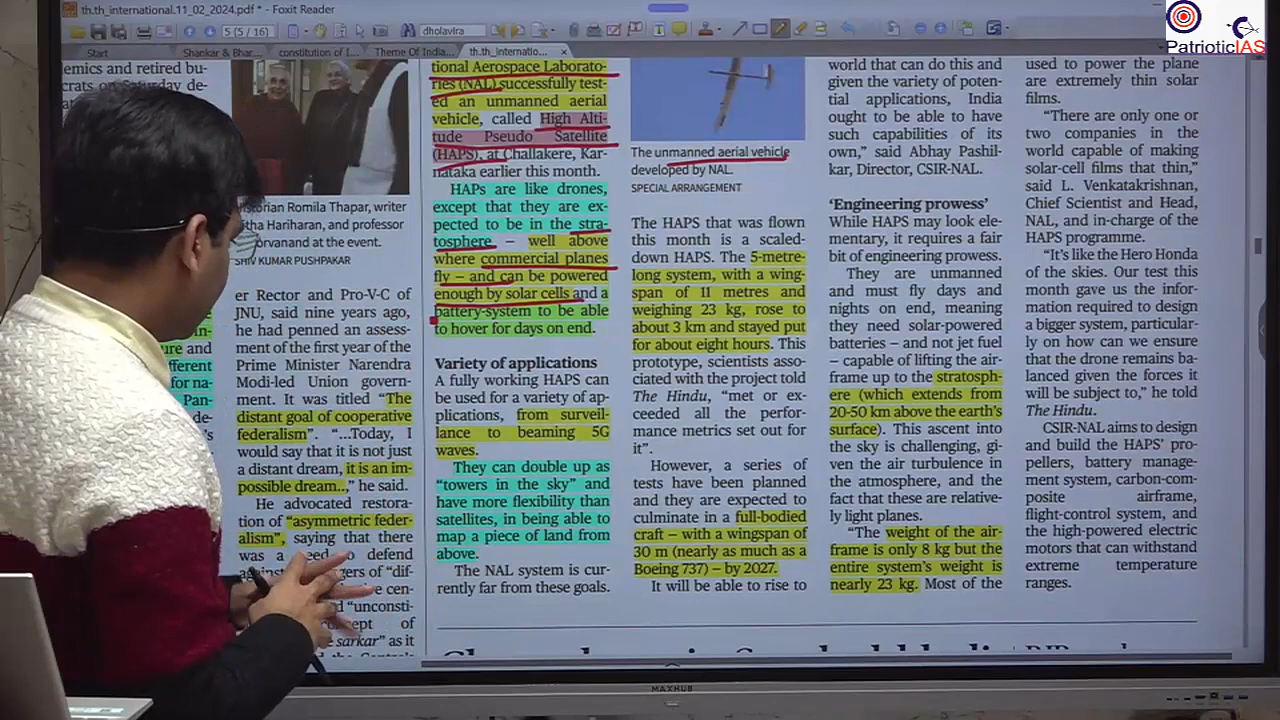 th.th_international.11_02_2024.pdf * - Foxit Reader
PatrioticIAS
5 (5 / 16)
dholavira
Start
Shankar & Bhar...
constitution of I...
Theme Of India...
th.th_internatio...
emics and retired bu-
crats on Saturday de-
Hariharan, and professor
orvanand at the event.
SHIV KUMAR PUSHPAKAR
er Rector and Pro-V-C of
JNU, said nine years ago,
he had penned an assess-
ment of the first year of the
Prime Minister Narendra
Modi-led Union govern-
ment. It was titled “The
distant goal of cooperative
federalism”. “...Today, I
would say that it is not just
a distant dream, it is an im-
possible dream..,” he said.
He advocated restora-
tion of “asymmetric feder-
alism”, saying that there
was a need to defend
sarkar” as it
tional Aerospace Laborato-
ries (NAL) successfully test-
ed an unmanned aerial
vehicle, called High Alti-
tude Pseudo Satellite
(HAPS), at Challakere, Kar-
nataka earlier this month.
HAPs are like drones,
except that they are ex-
pected to be in the stra-
tosphere – well above
where commercial planes
fly – and can be powered
enough by solar cells and a
battery-system to be able
to hover for days on end.
Variety of applications
A fully working HAPS can
be used for a variety of ap-
plications, from surveil-
lance to beaming 5G
waves.
They can double up as
“towers in the sky” and
have more flexibility than
satellites, in being able to
map a piece of land from
above.
The NAL system is cur-
rently far from these goals.
The unmanned aerial vehicle
developed by NAL.
SPECIAL ARRANGEMENT
The HAPS that was flown
this month is a scaled-
down HAPS. The 5-metre-
long system, with a wing-
span of 11 metres and
weighing 23 kg, rose to
about 3 km and stayed put
for about eight hours. This
prototype, scientists asso-
ciated with the project told
The Hindu, “met or ex-
ceeded all the perfor-
mance metrics set out for
it”.
However, a series of
tests have been planned
and they are expected to
culminate in a full-bodied
craft – with a wingspan of
30 m (nearly as much as a
Boeing 737) – by 2027.
It will be able to rise to
world that can do this and
given the variety of poten-
tial applications, India
ought to be able to have
such capabilities of its
own,” said Abhay Pashil-
kar, Director, CSIR-NAL.
‘Engineering prowess’
While HAPS may look ele-
mentary, it requires a fair
bit of engineering prowess.
They are unmanned
and must fly days and
nights on end, meaning
they need solar-powered
batteries – and not jet fuel
– capable of lifting the air-
frame up to the stratosph-
ere (which extends from
20-50 km above the earth’s
surface). This ascent into
the sky is challenging, gi-
ven the air turbulence in
the atmosphere, and the
fact that these are relative-
ly light planes.
“The weight of the air-
frame is only 8 kg but the
entire system’s weight is
nearly 23 kg. Most of the
used to power the plane
are extremely thin solar
films.
“There are only one or
two companies in the
world capable of making
solar-cell films that thin,”
said L. Venkatakrishnan,
Chief Scientist and Head,
NAL, and in-charge of the
HAPS programme.
“It’s like the Hero Honda
of the skies. Our test this
month gave us the infor-
mation required to design
a bigger system, particular-
ly on how can we ensure
that the drone remains ba-
lanced given the forces it
will be subject to,” he told
The Hindu.
CSIR-NAL aims to design
and build the HAPS’ pro-
pellers, battery manage-
ment system, carbon-com-
posite airframe,
flight-control system, and
the high-powered electric
motors that can withstand
extreme temperature
ranges.
MAXHUB